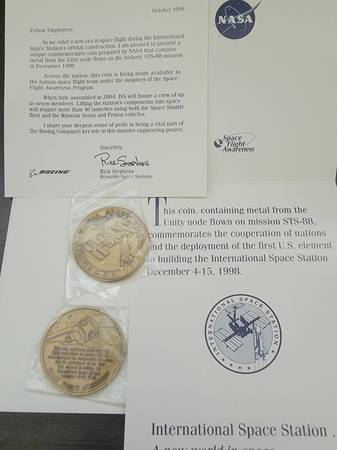 October 1999
Fellow Employees:
As we enter a new era in space flight during the International
Space Station's orbital construction, I am pleased to present a
unique commemorative coin prepared by NASA that contains
metal from the Unity node flown on the historic STS-88 mission
in December 1998.
Across the nation, this coin is being made available to
the human space flight team under the auspices of the Space
Flight Awareness Program.
When fully assembled in 2004, ISS will house a crew of up
to seven members. Lifting the station's components into space
will require more than 40 launches using both the Space Shuttle
fleet and the Russian Soyuz and Proton vehicles.
I share your deepest sense of pride in being a vital part of
The Boeing Company's key role in this massive engineering project.
Sincerely,
Rick Stephens
BOEING
Rick Stephens
Reusable Space Systems
NASA
Space
Flight
Awareness
This coin, containing metal from the
Unity node flown on mission STS-88,
commemorates the cooperation of nations
and the deployment of the first U.S. element
to building the International Space Station
December 4-15, 1998.
INTERNATIONAL SPACE STATION
International Space Station .
A new world in space